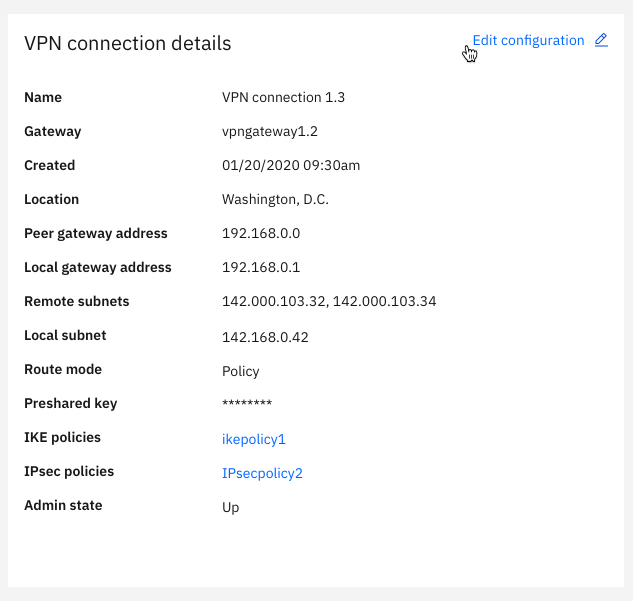 VPN connection details
Edit configuration
Name VPN connection 1.3
Gateway vpngateway1.2
Created 01/20/2020 09:30am
Location Washington, D.C.
Peer gateway address 192.168.0.0
Local gateway address 192.168.0.1
Remote subnets 142.000.103.32, 142.000.103.34
Local subnet 142.168.0.42
Route mode Policy
Preshared key ********
IKE policies ikepolicy1
IPsec policies IPsecpolicy2
Admin state Up